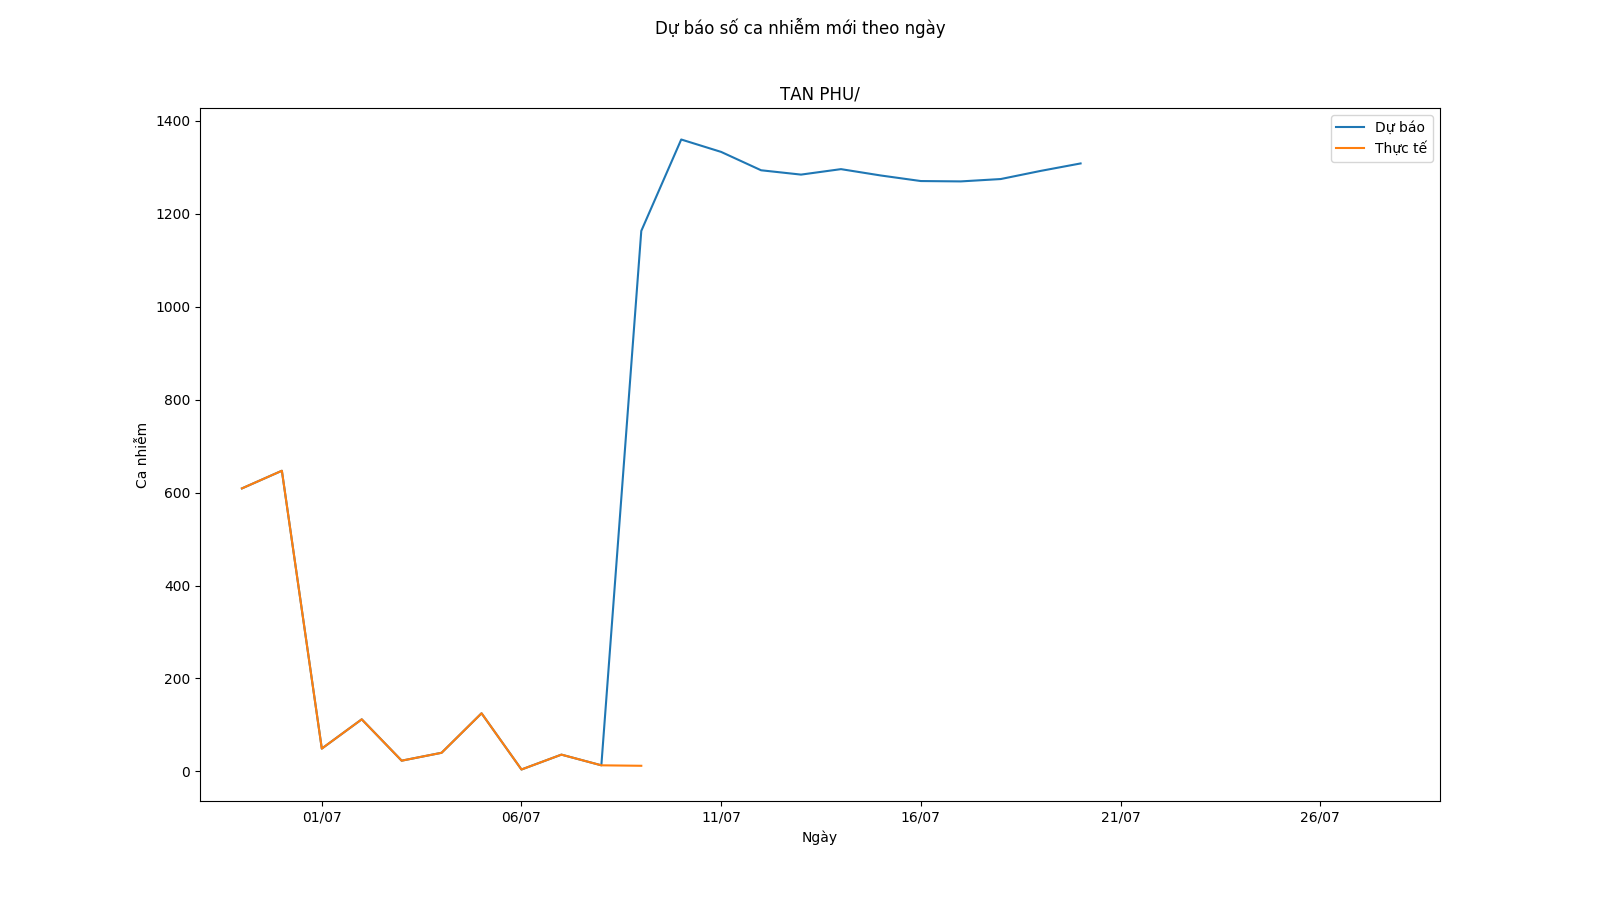 Dự báo số ca nhiễm mới theo ngày
TAN PHU/
1400
1200
1000
800
600
400
200
0
Ca nhiễm
Dự báo
Thực tế
01/07 06/07 11/07 16/07 21/07 26/07
Ngày